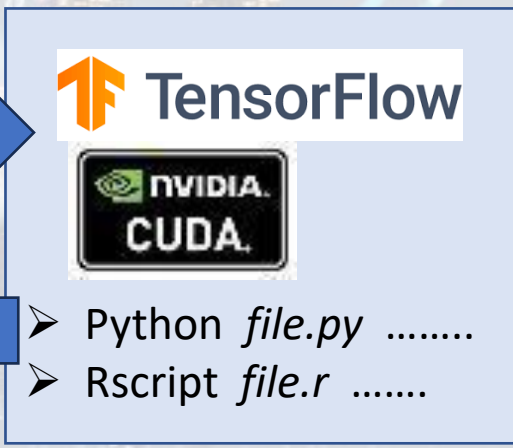 TensorFlow
NVIDIA.
CUDA.
➢ Python file.py ……..
➢ Rscript file.r …….